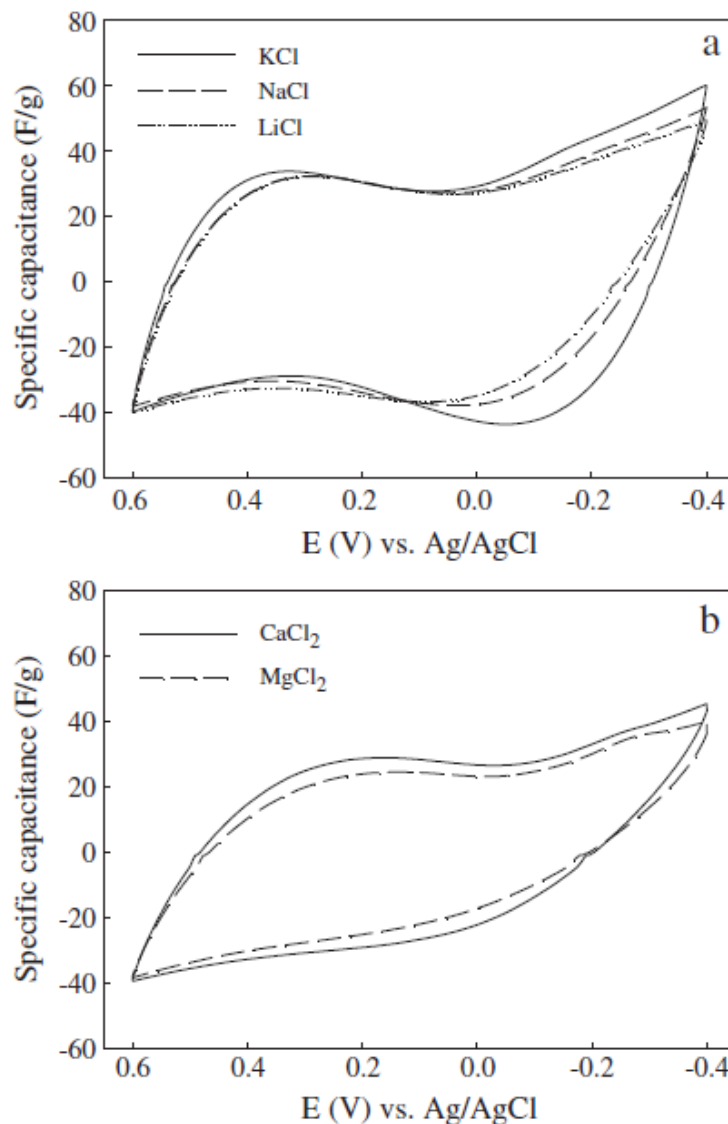 a
80
KCl
60
NaCl
LiCl
40
20
0
-20
-40
-60
Specific capacitance (F/g)
0.6 0.4 0.2 0.0 -0.2 -0.4
E (V) vs. Ag/AgCl
b
80
CaCl₂
60
MgCl₂
40
20
0
-20
-40
-60
Specific capacitance (F/g)
0.6 0.4 0.2 0.0 -0.2 -0.4
E (V) vs. Ag/AgCl